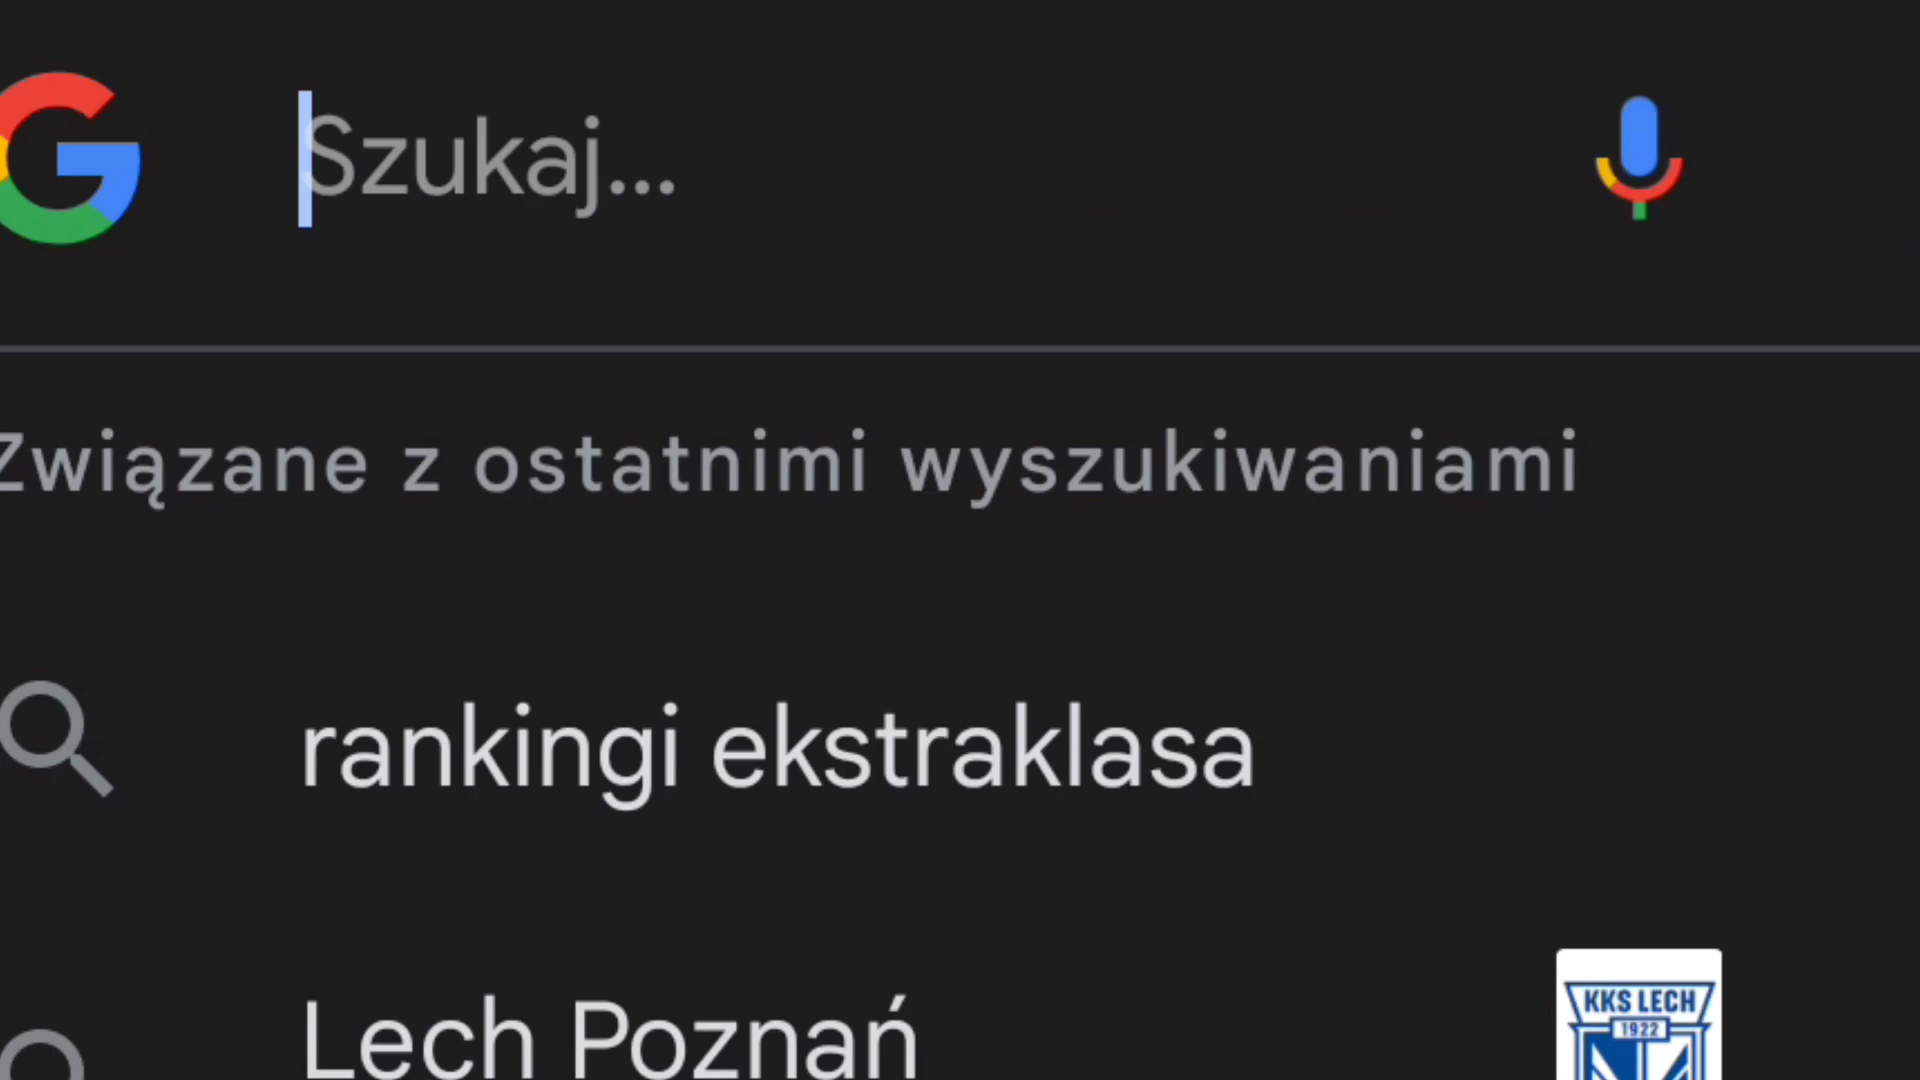 Szukaj...
Związane z ostatnimi wyszukiwaniami
rankingi ekstraklasa
Lech Poznań
KKS LECH
1922